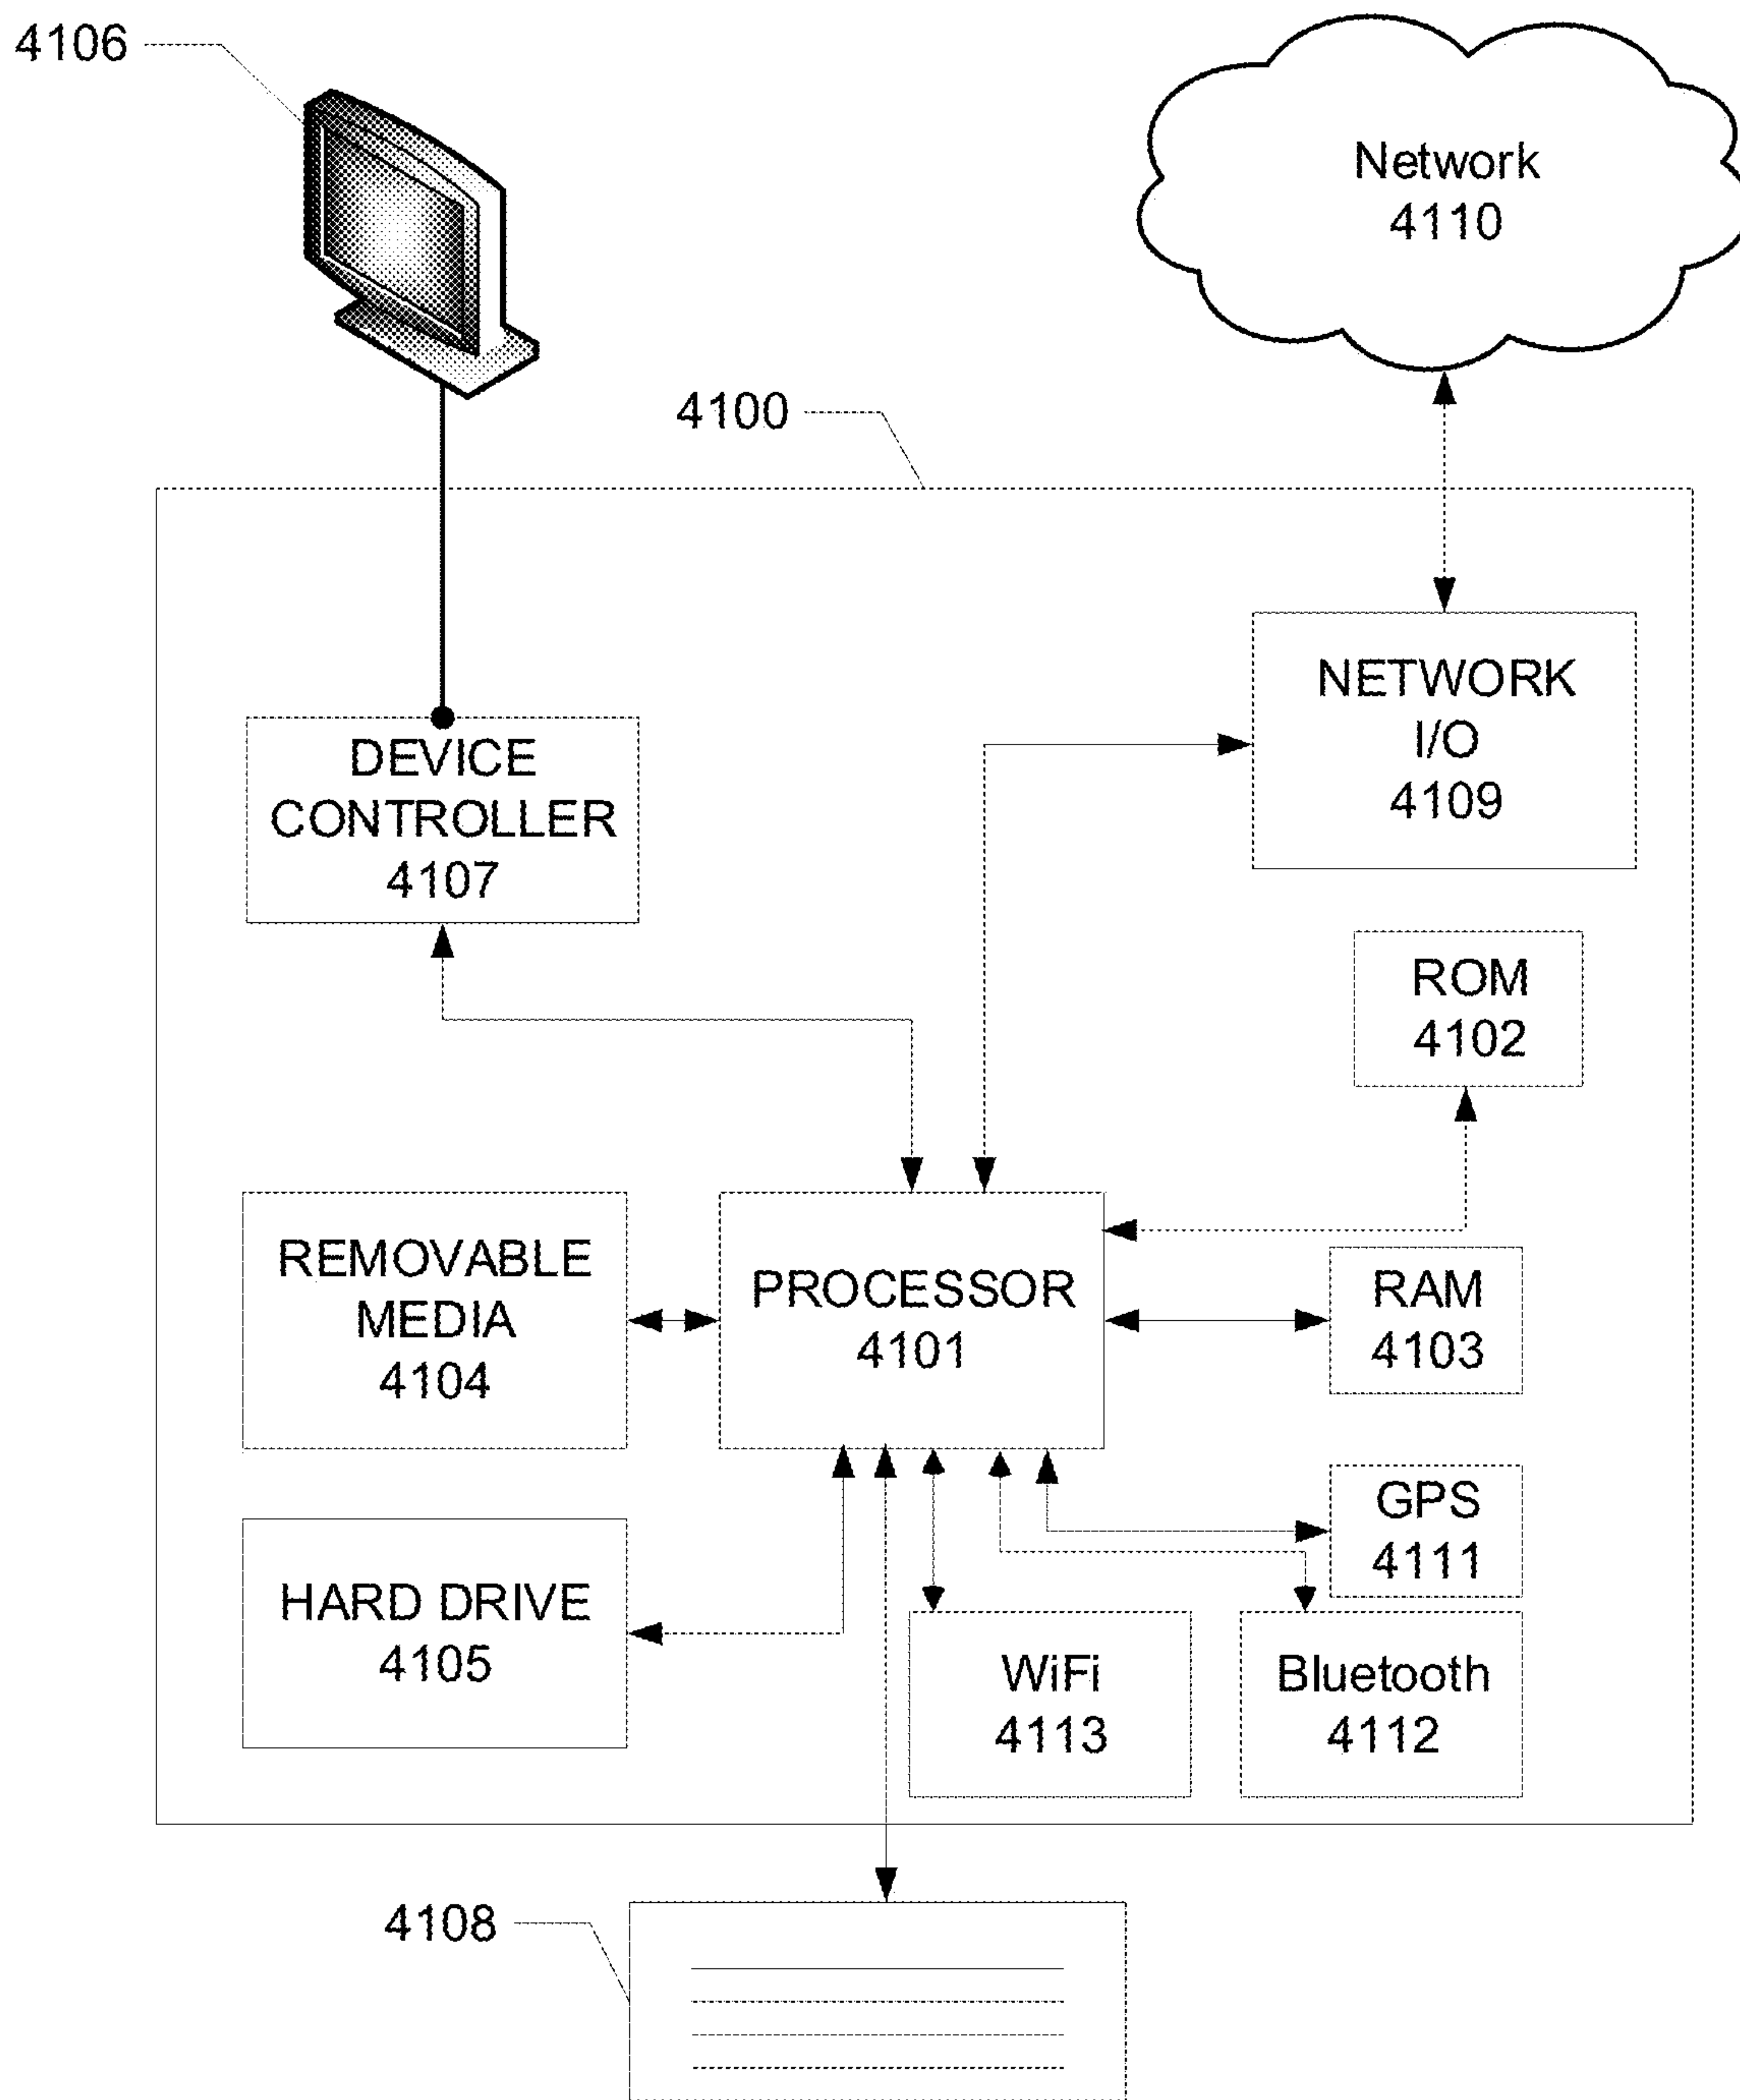 4106
Network
4110
4100
NETWORK
I/O
4109
DEVICE
CONTROLLER
4107
ROM
4102
REMOVABLE
MEDIA
4104
PROCESSOR
4101
RAM
4103
GPS
4111
HARD DRIVE
4105
WiFi
4113
Bluetooth
4112
4108